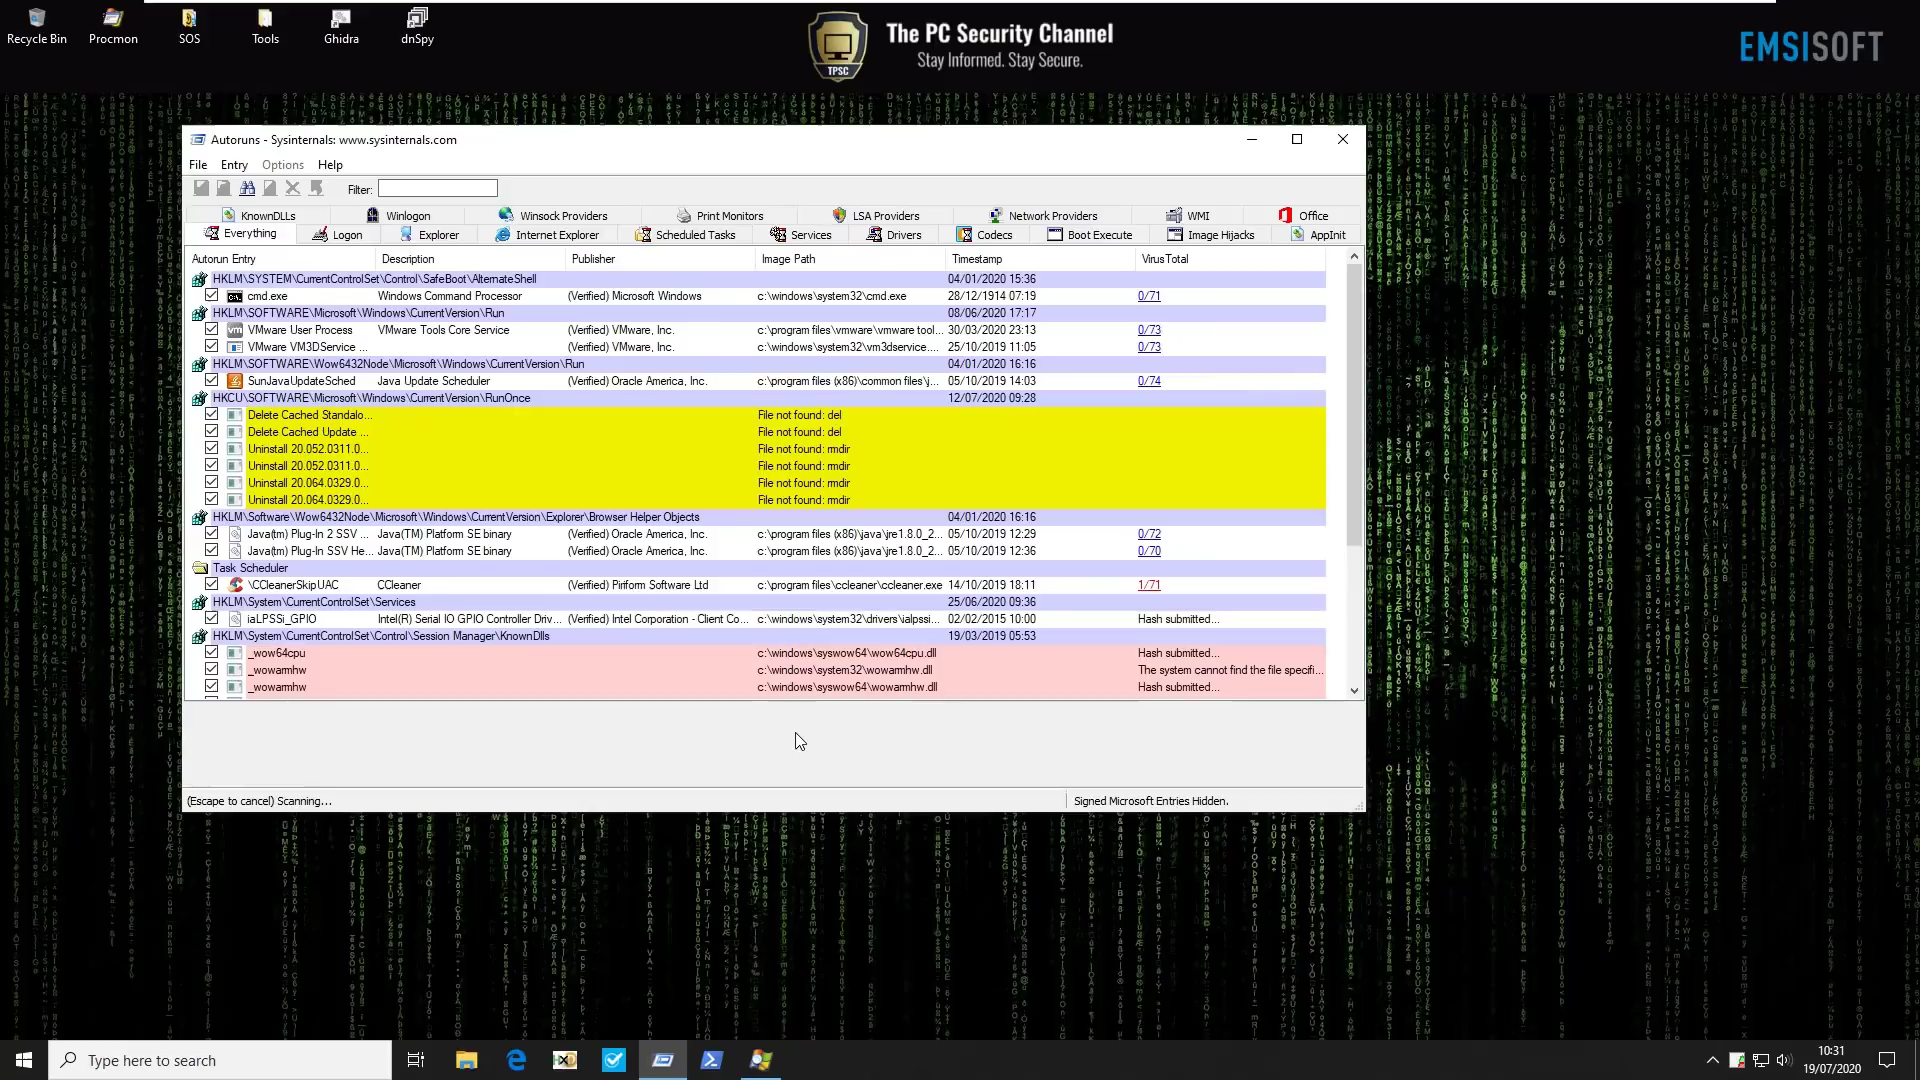 Recycle Bin
Procmon
SOS
Tools
Ghidra
dnSpy
TPSC
The PC Security Channel
Stay Informed. Stay Secure.
EMSISOFT
Autoruns - Sysinternals: www.sysinternals.com
File Entry Options Help
Filter:
KnownDLLs Winlogon Winsock Providers Print Monitors LSA Providers Network Providers WMI Office
Everything Logon Explorer Internet Explorer Scheduled Tasks Services Drivers Codecs Boot Execute Image Hijacks AppInit
Autorun Entry Description Publisher Image Path Timestamp VirusTotal
HKLM\SYSTEM\CurrentControlSet\Control\SafeBoot\AlternateShell 04/01/2020 15:36
cmd.exe Windows Command Processor (Verified) Microsoft Windows c:\windows\system32\cmd.exe 28/12/1914 07:19 0/71
HKLM\SOFTWARE\Microsoft\Windows\CurrentVersion\Run 08/06/2020 17:17
VMware User Process VMware Tools Core Service (Verified) VMware, Inc. c:\program files\vmware\vmware tool... 30/03/2020 23:13 0/73
VMware VM3DService ... (Verified) VMware, Inc. c:\windows\system32\vm3dservice.... 25/10/2019 11:05 0/73
HKLM\SOFTWARE\Wow6432Node\Microsoft\Windows\CurrentVersion\Run 04/01/2020 16:16
SunJavaUpdateSched Java Update Scheduler (Verified) Oracle America, Inc. c:\program files (x86)\common files\j... 05/10/2019 14:03 0/74
HKCU\SOFTWARE\Microsoft\Windows\CurrentVersion\RunOnce 12/07/2020 09:28
Delete Cached Standalo... File not found: del
Delete Cached Update ... File not found: del
Uninstall 20.052.0311.0... File not found: rmdir
Uninstall 20.052.0311.0... File not found: rmdir
Uninstall 20.064.0329.0... File not found: rmdir
Uninstall 20.064.0329.0... File not found: rmdir
HKLM\Software\Wow6432Node\Microsoft\Windows\CurrentVersion\Explorer\Browser Helper Objects 04/01/2020 16:16
Java(tm) Plug-In 2 SSV ... Java(TM) Platform SE binary (Verified) Oracle America, Inc. c:\program files (x86)\java\jre1.8.0_2... 05/10/2019 12:29 0/72
Java(tm) Plug-In SSV He... Java(TM) Platform SE binary (Verified) Oracle America, Inc. c:\program files (x86)\java\jre1.8.0_2... 05/10/2019 12:36 0/70
Task Scheduler
\CCleanerSkipUAC CCleaner (Verified) Piriform Software Ltd c:\program files\ccleaner\ccleaner.exe 14/10/2019 18:11 1/71
HKLM\System\CurrentControlSet\Services 25/06/2020 09:36
iaLPSSi_GPIO Intel(R) Serial IO GPIO Controller Driv... (Verified) Intel Corporation - Client Co... c:\windows\system32\drivers\ialpssi... 02/02/2015 10:00 Hash submitted...
HKLM\System\CurrentControlSet\Control\Session Manager\KnownDlls 19/03/2019 05:53
_wow64cpu c:\windows\syswow64\wow64cpu.dll Hash submitted...
_wowarmhw c:\windows\system32\wowarmhw.dll The system cannot find the file specifi...
_wowarmhw c:\windows\syswow64\wowarmhw.dll Hash submitted...
(Escape to cancel) Scanning... Signed Microsoft Entries Hidden.
Type here to search
10:31
19/07/2020